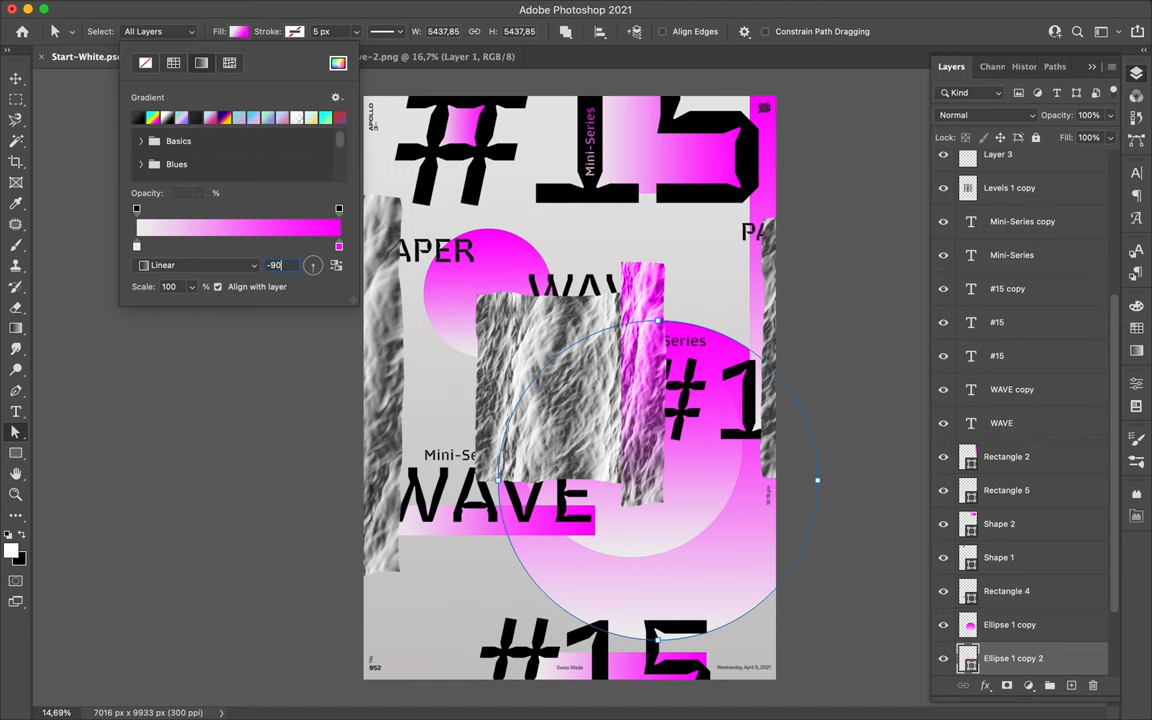 Adobe Photoshop 2021
Select: All Layers Fill: Stroke: 5 px W: 5437,85 H: 5437,85 Align Edges Constrain Path Dragging
Start-White.ps
ve-2.png @ 16,7% (Layer 1, RGB/8)
Gradient
Basics
Blues
Opacity: %
Linear -90
Scale: 100 % Align with layer
APOLLO
#15
Mini-Series
APER
PA
WAV
Series
#1
Mini-Se
WAVE
#15
952
Swiss Made
Wednesday, April 5, 2021
Layers Chann Histor Paths
Kind
Normal Opacity: 100%
Lock: Fill: 100%
Layer 3
Levels 1 copy
Mini-Series copy
Mini-Series
#15 copy
#15
#15
WAVE copy
WAVE
Rectangle 2
Rectangle 5
Shape 2
Shape 1
Rectangle 4
Ellipse 1 copy
Ellipse 1 copy 2
fx
14,69% 7016 px x 9933 px (300 ppi)